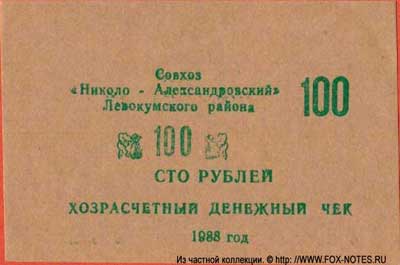 Совхоз
«Николо - Александровский»
Левокумского района
100
100
СТО РУБЛЕЙ
ХОЗРАСЧЕТНЫЙ ДЕНЕЖНЫЙ ЧЕК
1988 год
Из частной коллекции. © http: // WWW.FOX-NOTES.RU